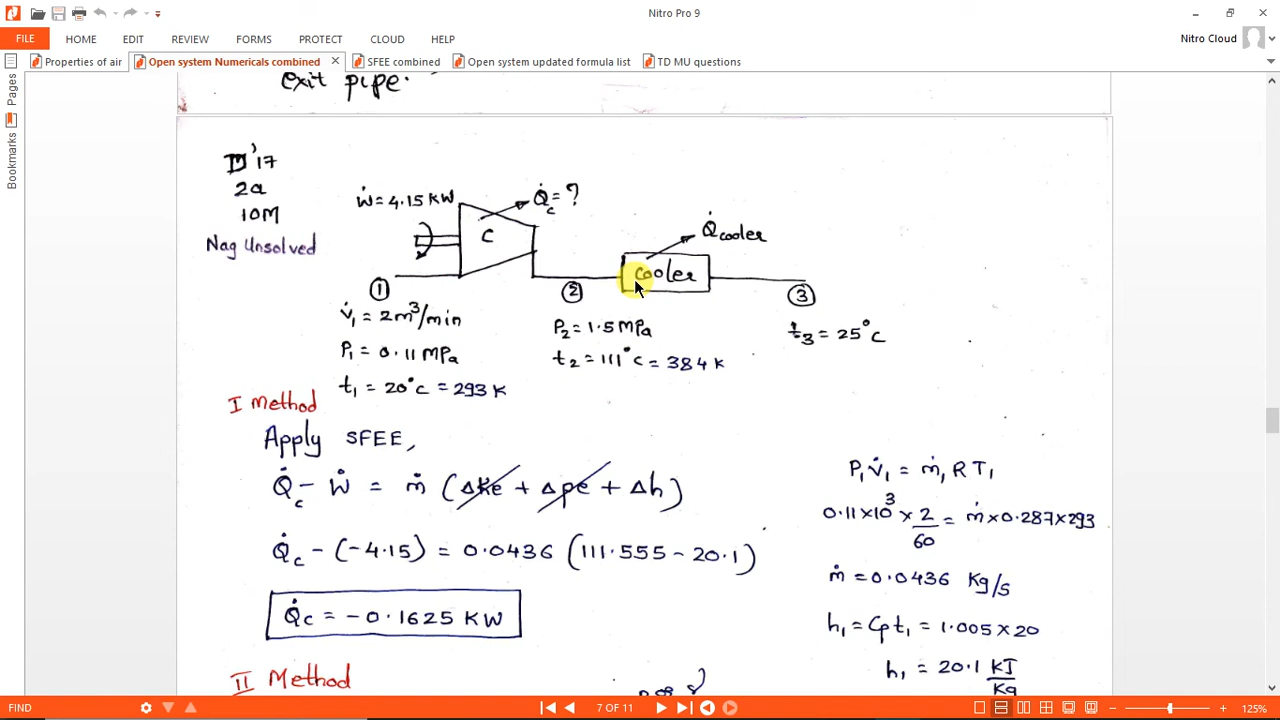 Nitro Pro 9
FILE HOME EDIT REVIEW FORMS PROTECT CLOUD HELP Nitro Cloud
Properties of air Open system Numericals combined SFEE combined Open system updated formula list TD MU questions
Pages
Bookmarks
exit pipe.
D'17
2a
10M
Nag Unsolved
Ẇ = 4.15 KW
Q̇c = ?
C
Q̇cooler
cooler
① ② ③
V̇₁ = 2m³/min
P₁ = 0.11 MPa
t₁ = 20°C = 293 K
P₂ = 1.5 MPa
t₂ = 111°C = 384 K
t₃ = 25°C
I Method
Apply SFEE,
Q̇c - Ẇ = ṁ (Δke + Δpe + Δh)
Q̇c - (-4.15) = 0.0436 (111.555 - 20.1)
Q̇c = -0.1625 KW
P₁V̇₁ = ṁ₁RT₁
0.11×10³ × 2/60 = ṁ×0.287×293
ṁ = 0.0436 Kg/s
h₁ = Cpt₁ = 1.005×20
h₁ = 20.1 KJ/Kg
II Method
FIND 7 OF 11 125%